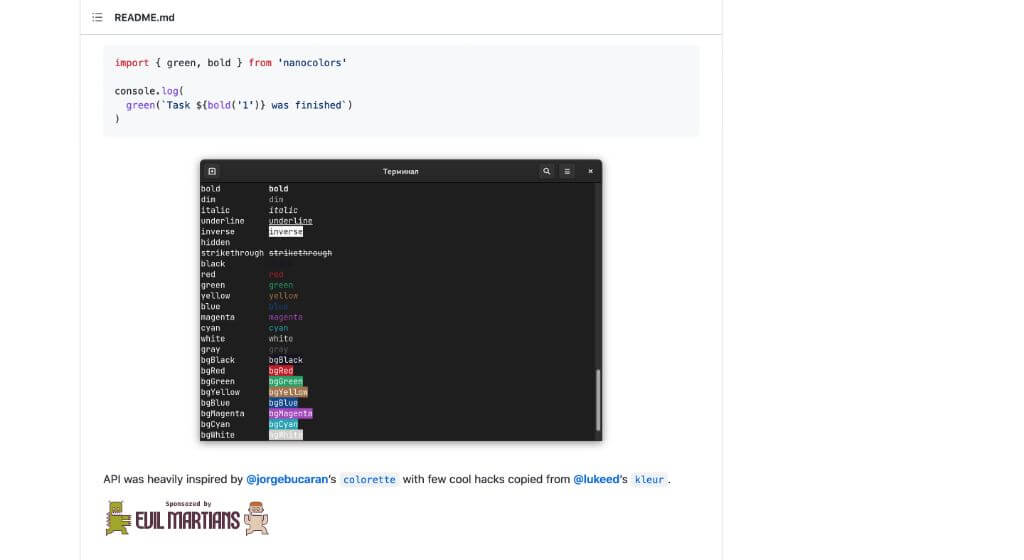 README.md
import { green, bold } from 'nanocolors'
console.log(
green(`Task ${bold('1')} was finished`)
)
Терминал
bold bold
dim dim
italic italic
underline underline
inverse inverse
hidden
strikethrough strikethrough
black
red red
green green
yellow yellow
blue blue
magenta magenta
cyan cyan
white white
gray gray
bgBlack bgBlack
bgRed bgRed
bgGreen bgGreen
bgYellow bgYellow
bgBlue bgBlue
bgMagenta bgMagenta
bgCyan bgCyan
bgWhite bgWhite
API was heavily inspired by @jorgebucaran's colorette with few cool hacks copied from @lukeed's kleur.
Sponsored by
EVIL MARTIANS